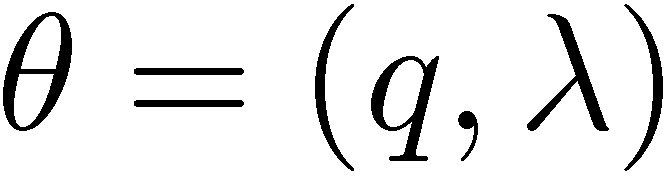 θ = (q, λ)